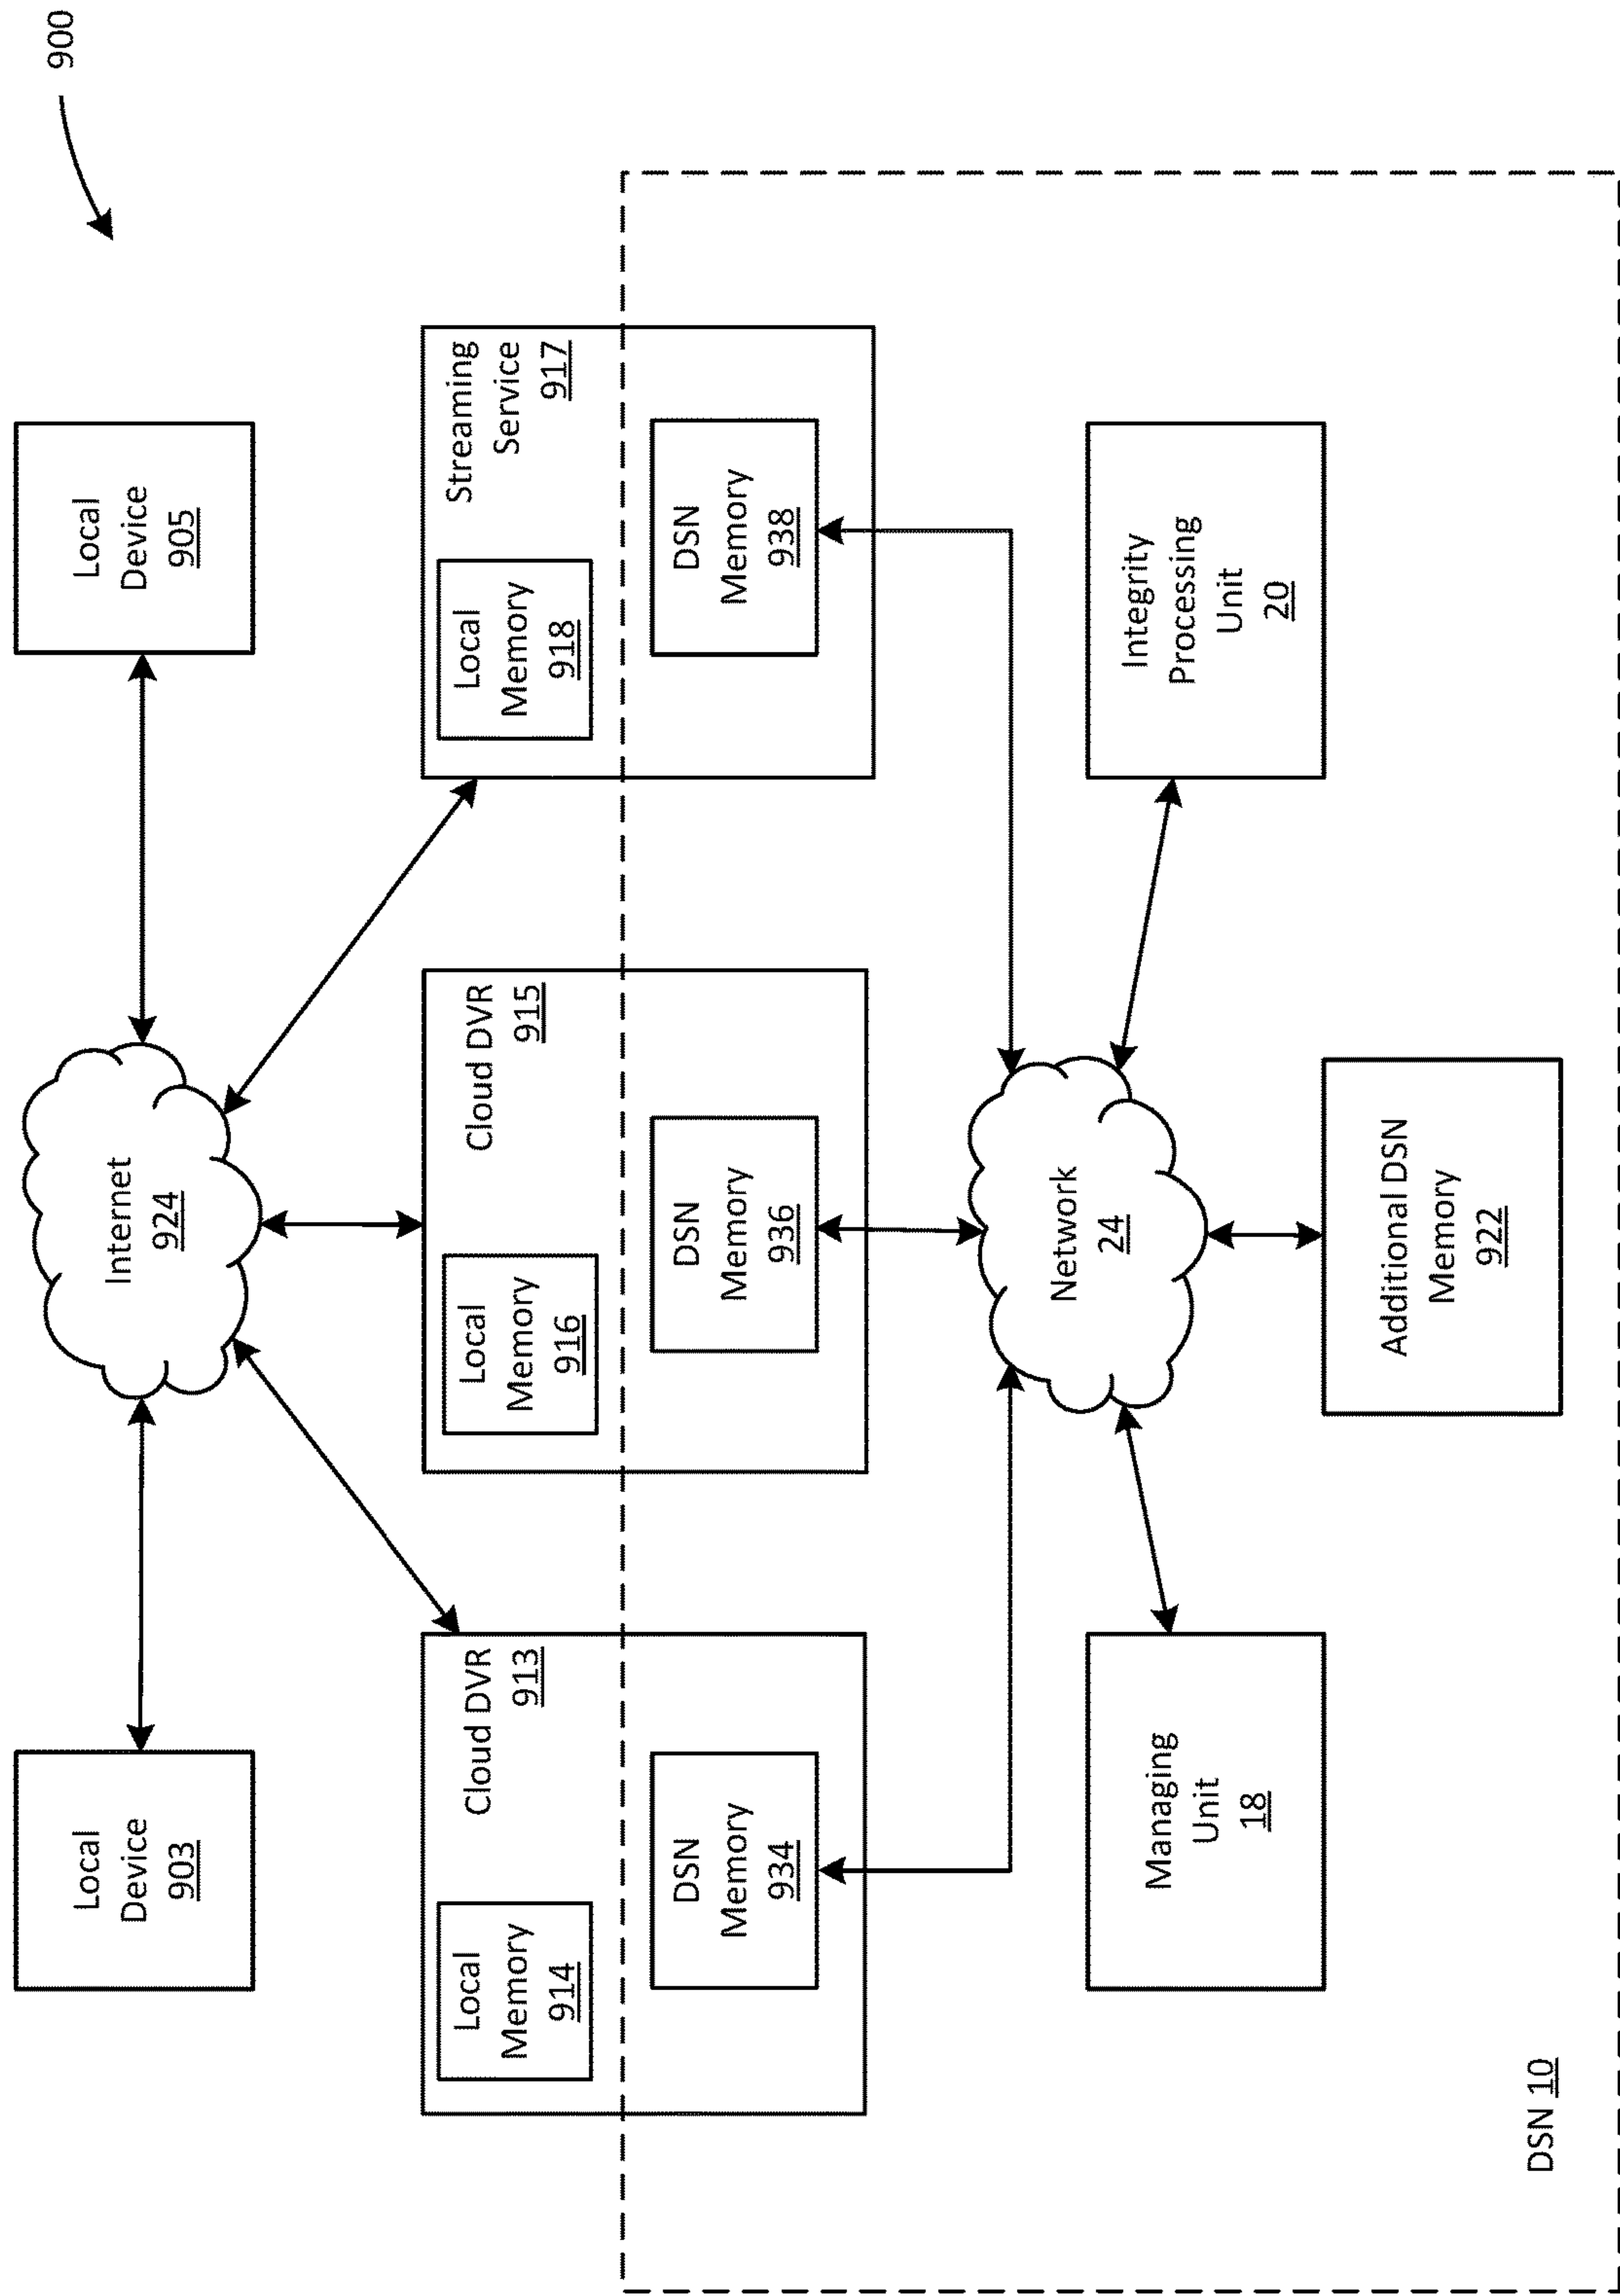 900
Local
Device
903
Internet
924
Local
Device
905
Cloud DVR
913
Local
Memory
914
DSN
Memory
934
Cloud DVR
915
Local
Memory
916
DSN
Memory
936
Streaming
Service
917
Local
Memory
918
DSN
Memory
938
Network
24
Managing
Unit
18
Integrity
Processing
Unit
20
Additional DSN
Memory
922
DSN 10